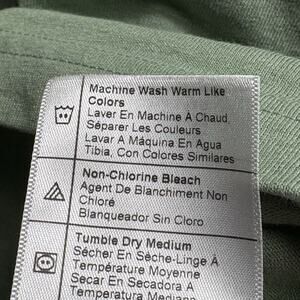 Machine Wash Warm Like
Colors
Laver En Machine À Chaud
Séparer Les Couleurs
Lavar A Máquina En Agua
Tibia, Con Colores Similares
Non-Chlorine Bleach
Agent De Blanchiment Non
Chloré
Blanqueador Sin Cloro
Tumble Dry Medium
Sécher En Sèche-Linge À
Température Moyenne
Secar En Secadora A
Temperatura Media